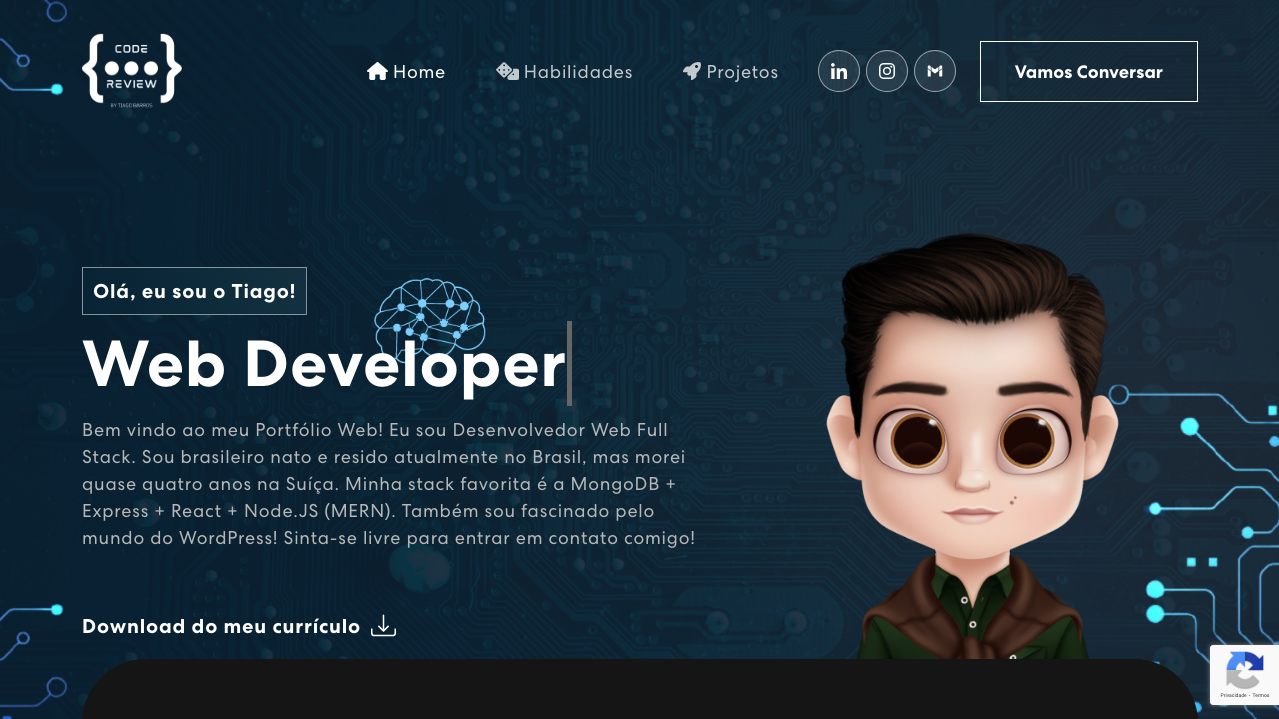 CODE
REVIEW
BY TIAGO BARROS
Home
Habilidades
Projetos
Vamos Conversar
Olá, eu sou o Tiago!
Web Developer
Bem vindo ao meu Portfólio Web! Eu sou Desenvolvedor Web Full
Stack. Sou brasileiro nato e resido atualmente no Brasil, mas morei
quase quatro anos na Suíça. Minha stack favorita é a MongoDB +
Express + React + Node.JS (MERN). Também sou fascinado pelo
mundo do WordPress! Sinta-se livre para entrar em contato comigo!
Download do meu currículo
Privacidade - Termos